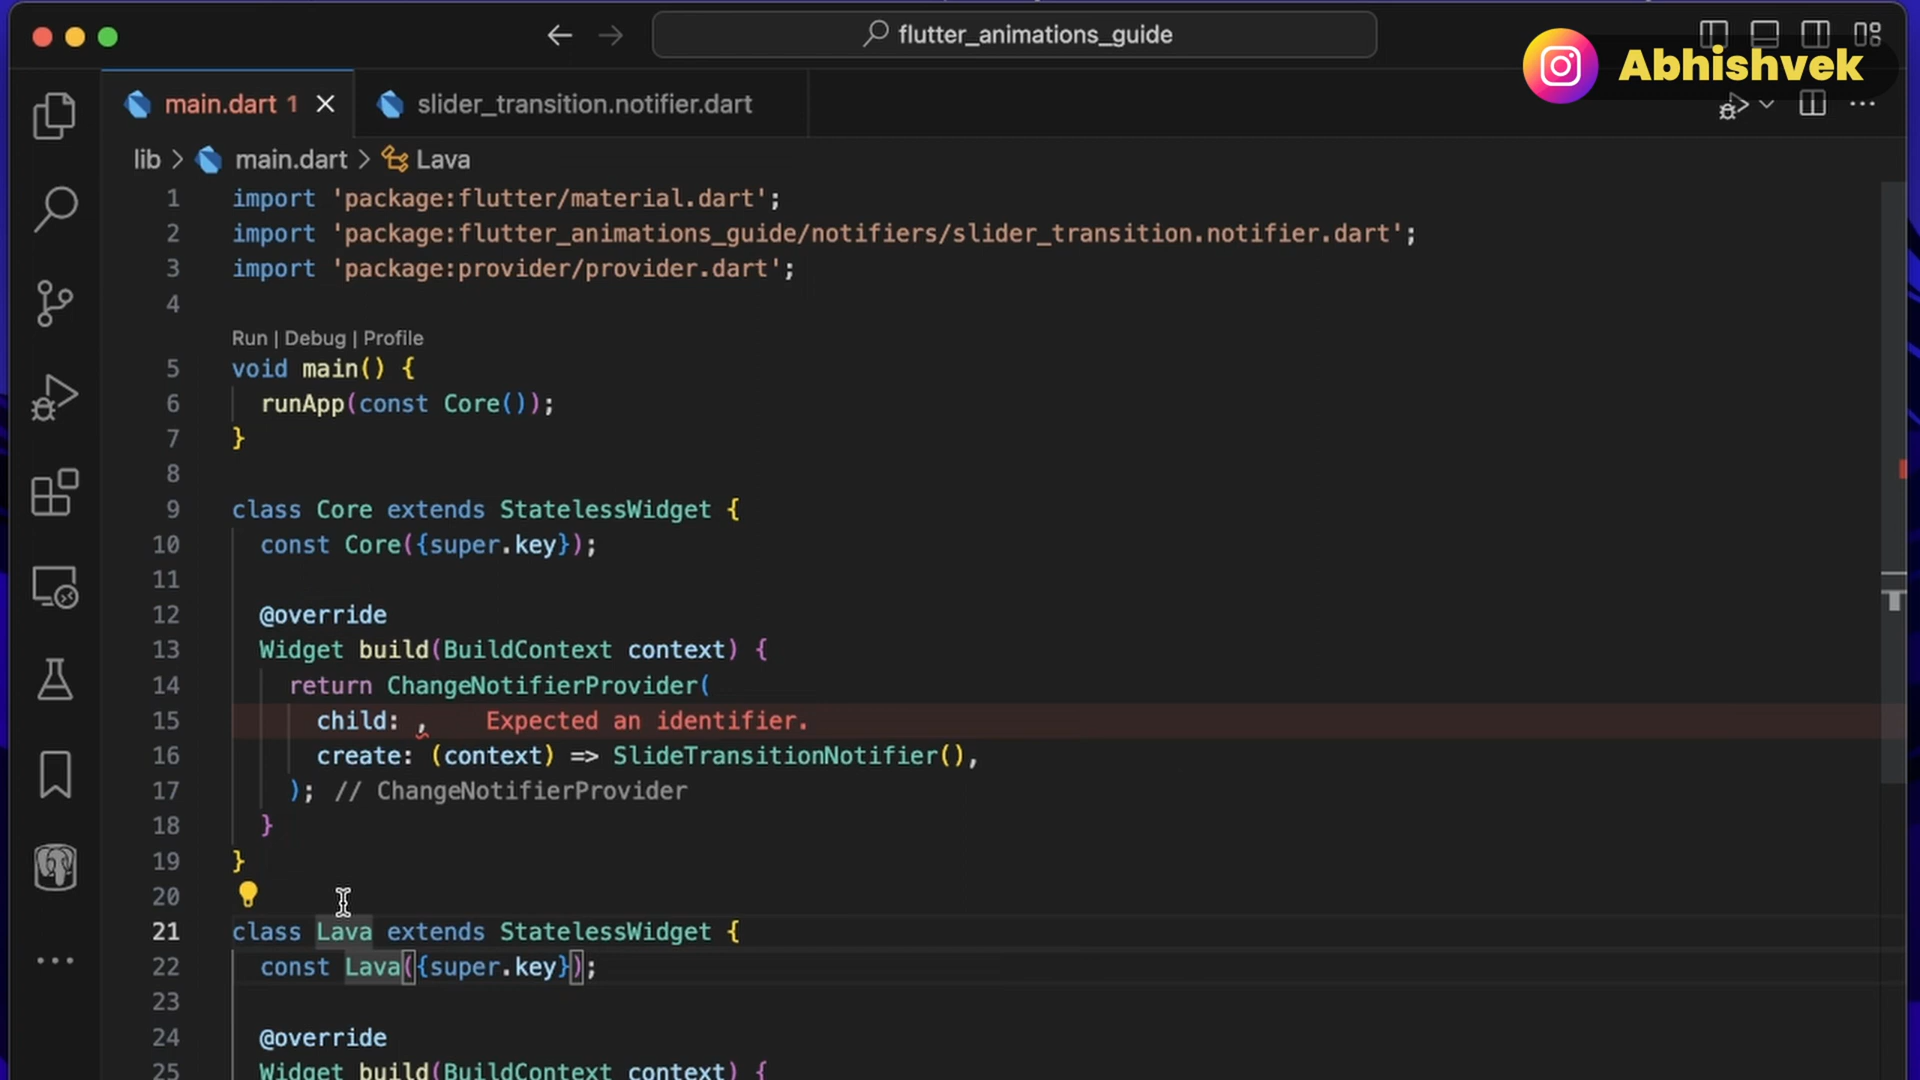 flutter_animations_guide
Abhishvek
main.dart 1
slider_transition.notifier.dart
lib > main.dart > Lava
1 import 'package:flutter/material.dart';
2 import 'package:flutter_animations_guide/notifiers/slider_transition.notifier.dart';
3 import 'package:provider/provider.dart';
4
Run | Debug | Profile
5 void main() {
6 runApp(const Core());
7 }
8
9 class Core extends StatelessWidget {
10 const Core({super.key});
11
12 @override
13 Widget build(BuildContext context) {
14 return ChangeNotifierProvider(
15 child: , Expected an identifier.
16 create: (context) => SlideTransitionNotifier(),
17 ); // ChangeNotifierProvider
18 }
19 }
20
21 class Lava extends StatelessWidget {
22 const Lava({super.key});
23
24 @override
25 Widget build(BuildContext context) {